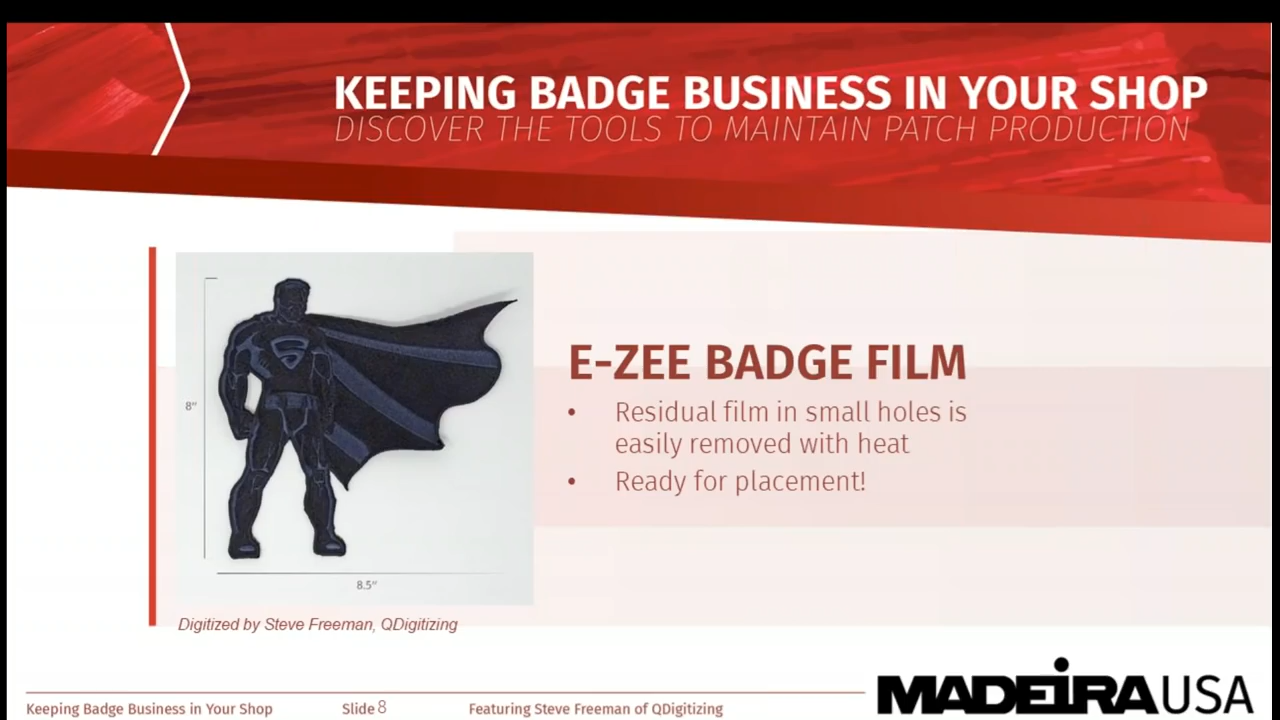 KEEPING BADGE BUSINESS IN YOUR SHOP
DISCOVER THE TOOLS TO MAINTAIN PATCH PRODUCTION
8"
8.5"
E-ZEE BADGE FILM
• Residual film in small holes is
easily removed with heat
• Ready for placement!
Digitized by Steve Freeman, QDigitizing
Keeping Badge Business in Your Shop
Slide 8
Featuring Steve Freeman of QDigitizing
MADEIRA USA